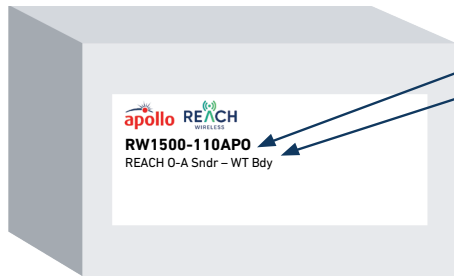 apollo REACH
WIRELESS
RW1500-110APO
REACH O-A Sndr – WT Bdy